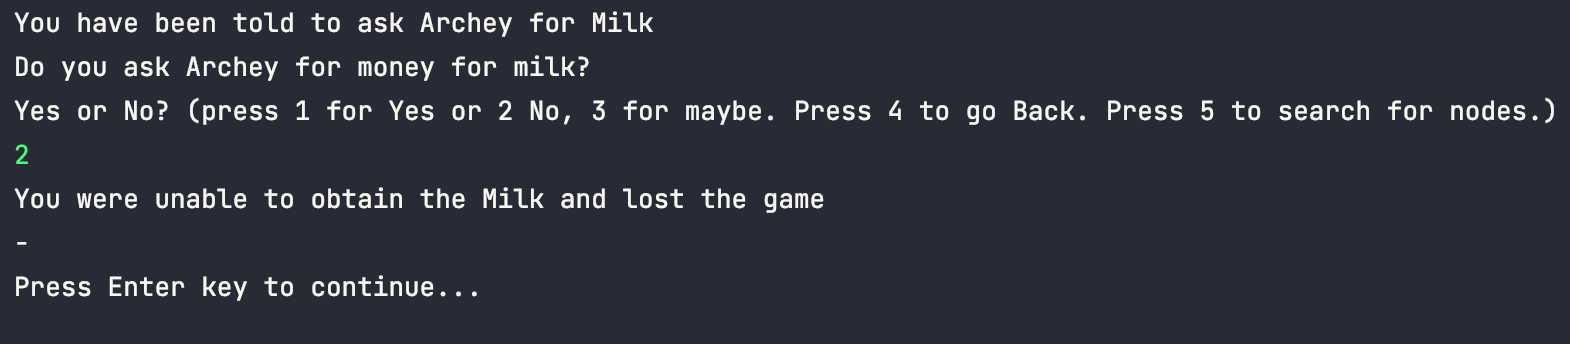 You have been told to ask Archey for Milk
Do you ask Archey for money for milk?
Yes or No? (press 1 for Yes or 2 No, 3 for maybe. Press 4 to go Back. Press 5 to search for nodes.)
2
You were unable to obtain the Milk and lost the game
-
Press Enter key to continue...